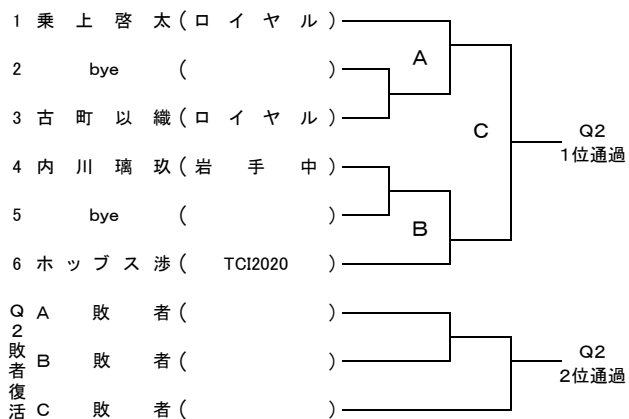 1 乗上啓太(ロイヤル)
2 bye ( )
3 古町以織(ロイヤル)
4 内川璃玖(岩手中)
5 bye ( )
6 ホッブス渉(TCI2020)
A
B
C
Q2
1位通過
Q2敗者復活
A 敗者( )
B 敗者( )
C 敗者( )
Q2
2位通過